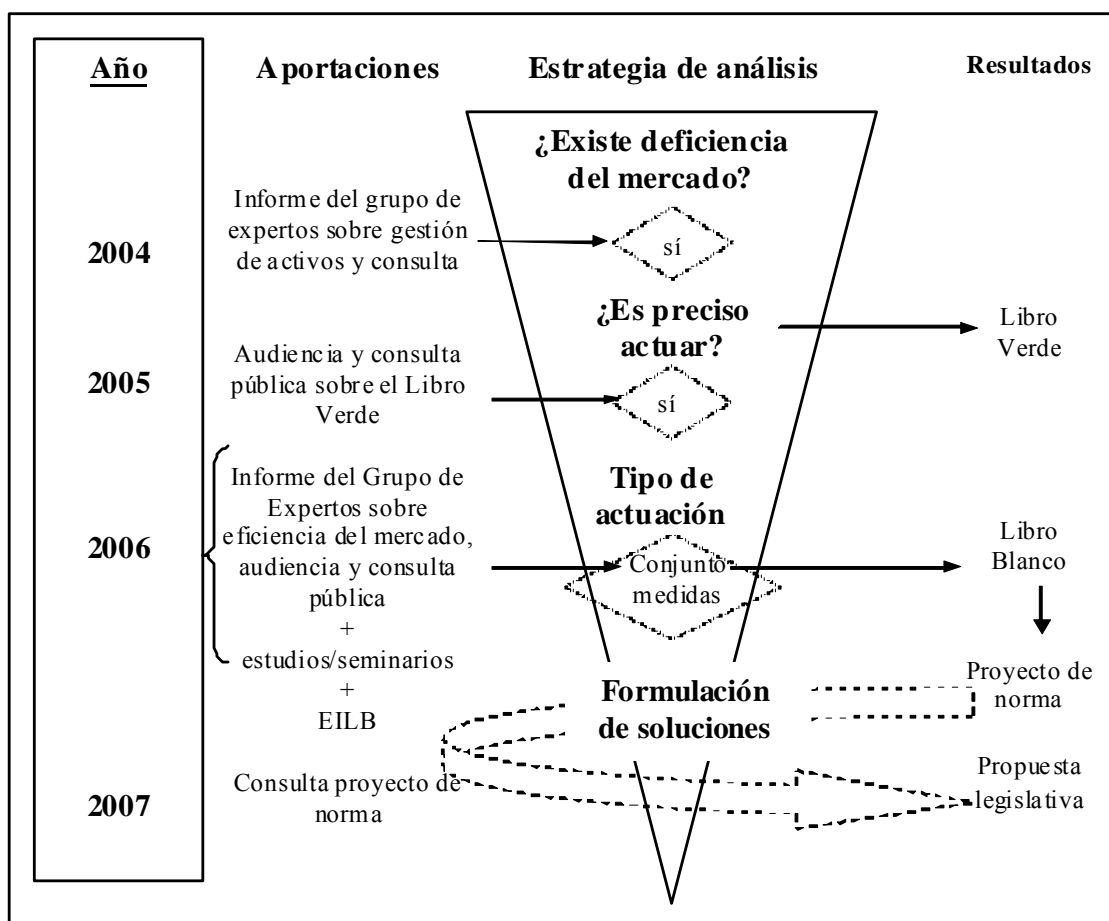 Año
Aportaciones
Estrategia de análisis
Resultados
¿Existe deficiencia
del mercado?
Informe del grupo de
expertos sobre gestión
de activos y consulta
2004
sí
¿Es preciso
actuar?
Libro
Verde
Audiencia y consulta
pública sobre el Libro
Verde
2005
sí
Tipo de
actuación
Informe del Grupo de
Expertos sobre
eficiencia del mercado,
audiencia y consulta
pública
+
estudios/seminarios
+
EILB
2006
Conjunto
medidas
Libro
Blanco
Proyecto de
norma
Formulación
de soluciones
Consulta proyecto de
norma
2007
Propuesta
legislativa